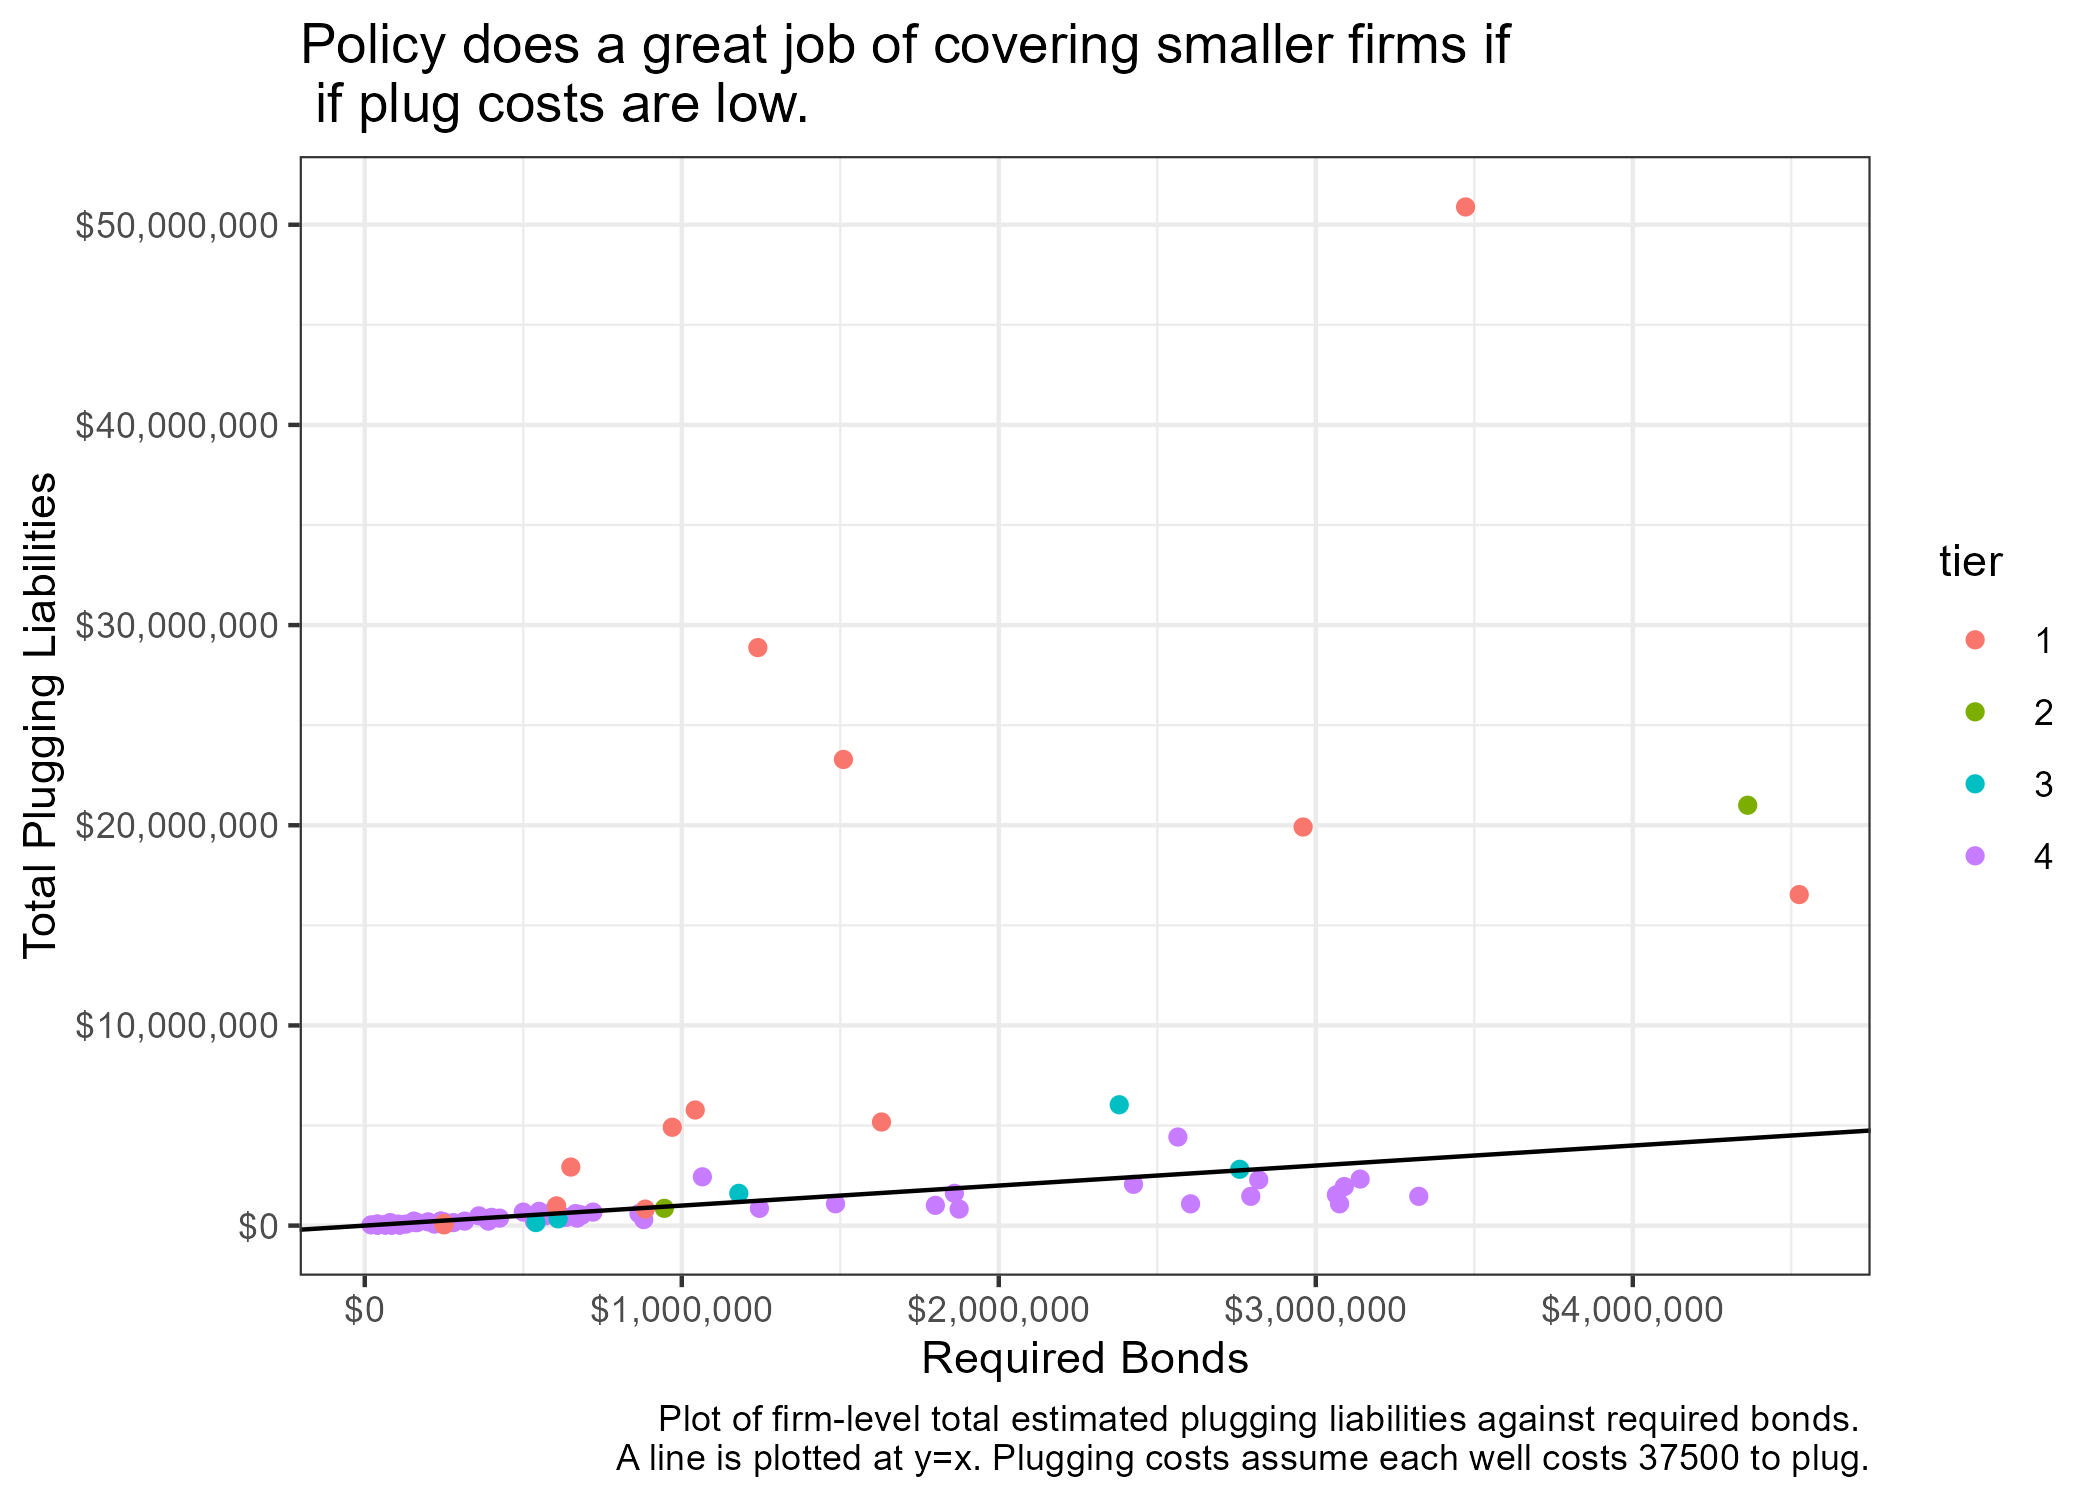 Policy does a great job of covering smaller firms if
if plug costs are low.
$50,000,000
$40,000,000
$30,000,000
$20,000,000
$10,000,000
$0
Total Plugging Liabilities
$0
$1,000,000
$2,000,000
$3,000,000
$4,000,000
Required Bonds
tier
1
2
3
4
Plot of firm-level total estimated plugging liabilities against required bonds.
A line is plotted at y=x. Plugging costs assume each well costs 37500 to plug.